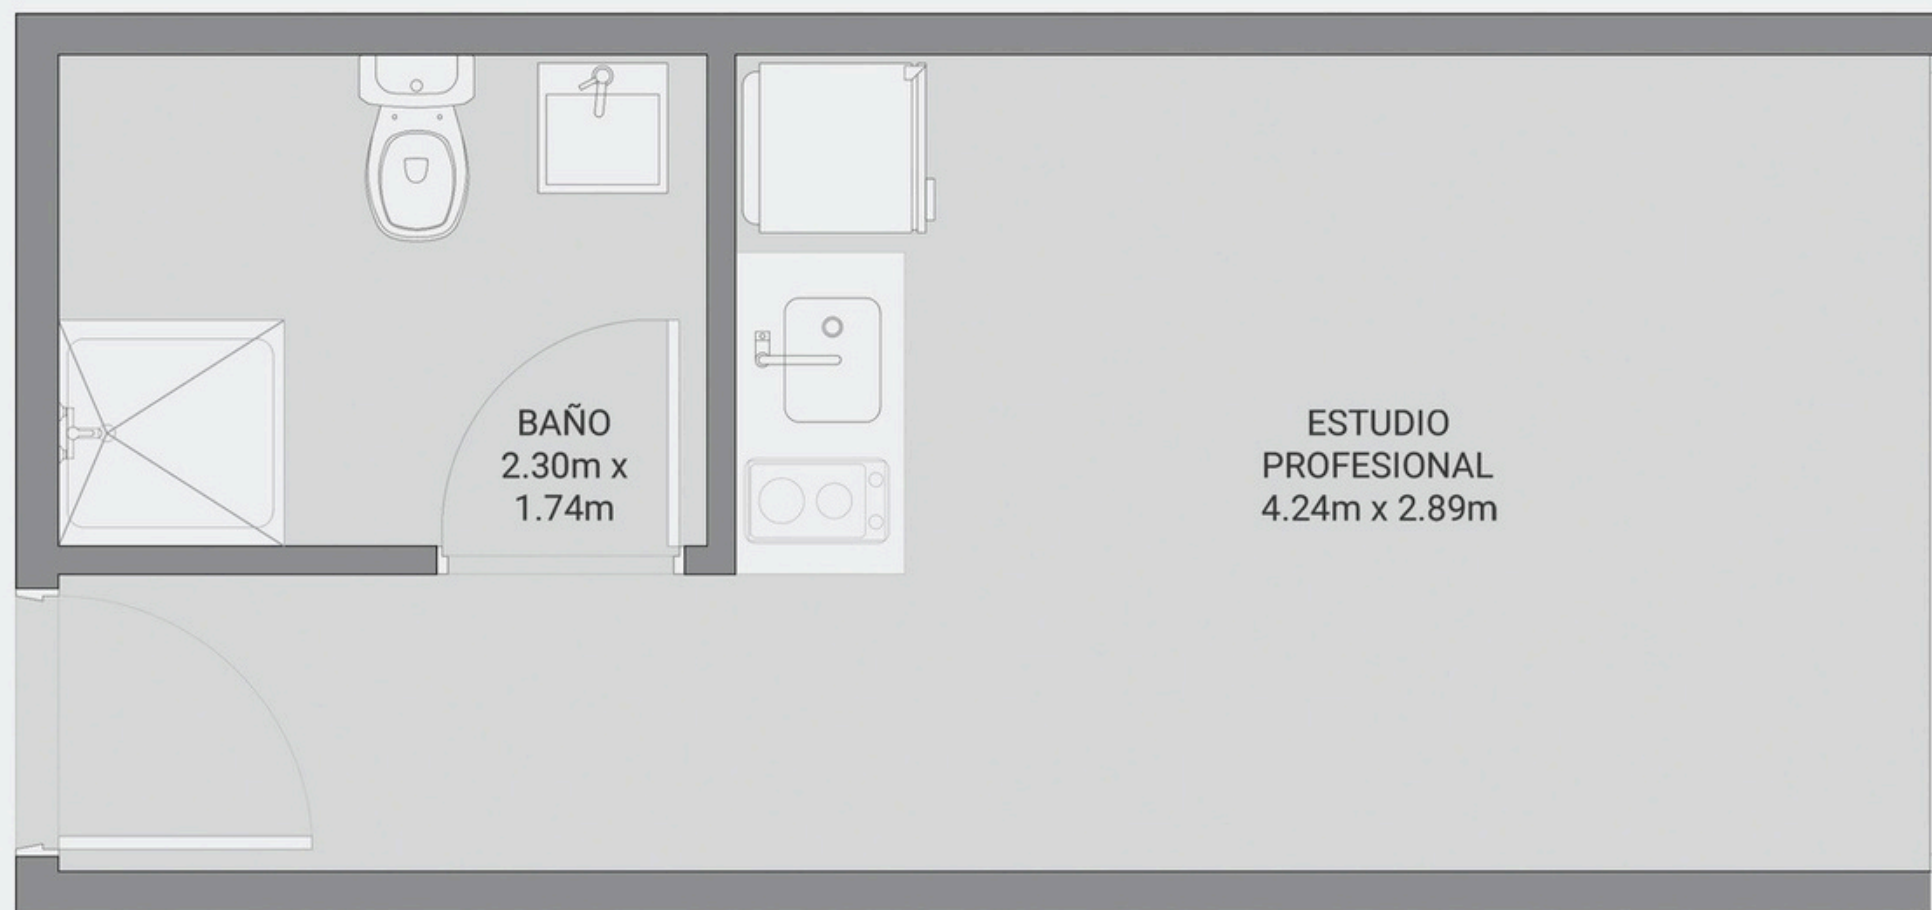 BAÑO
2.30m x
1.74m
ESTUDIO
PROFESIONAL
4.24m x 2.89m